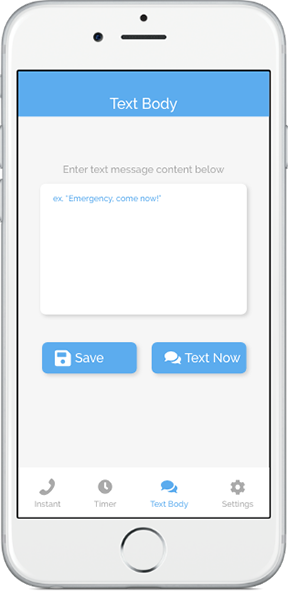 Text Body
Enter text message content below
ex. "Emergency, come now!"
Save
Text Now
Instant
Timer
Text Body
Settings